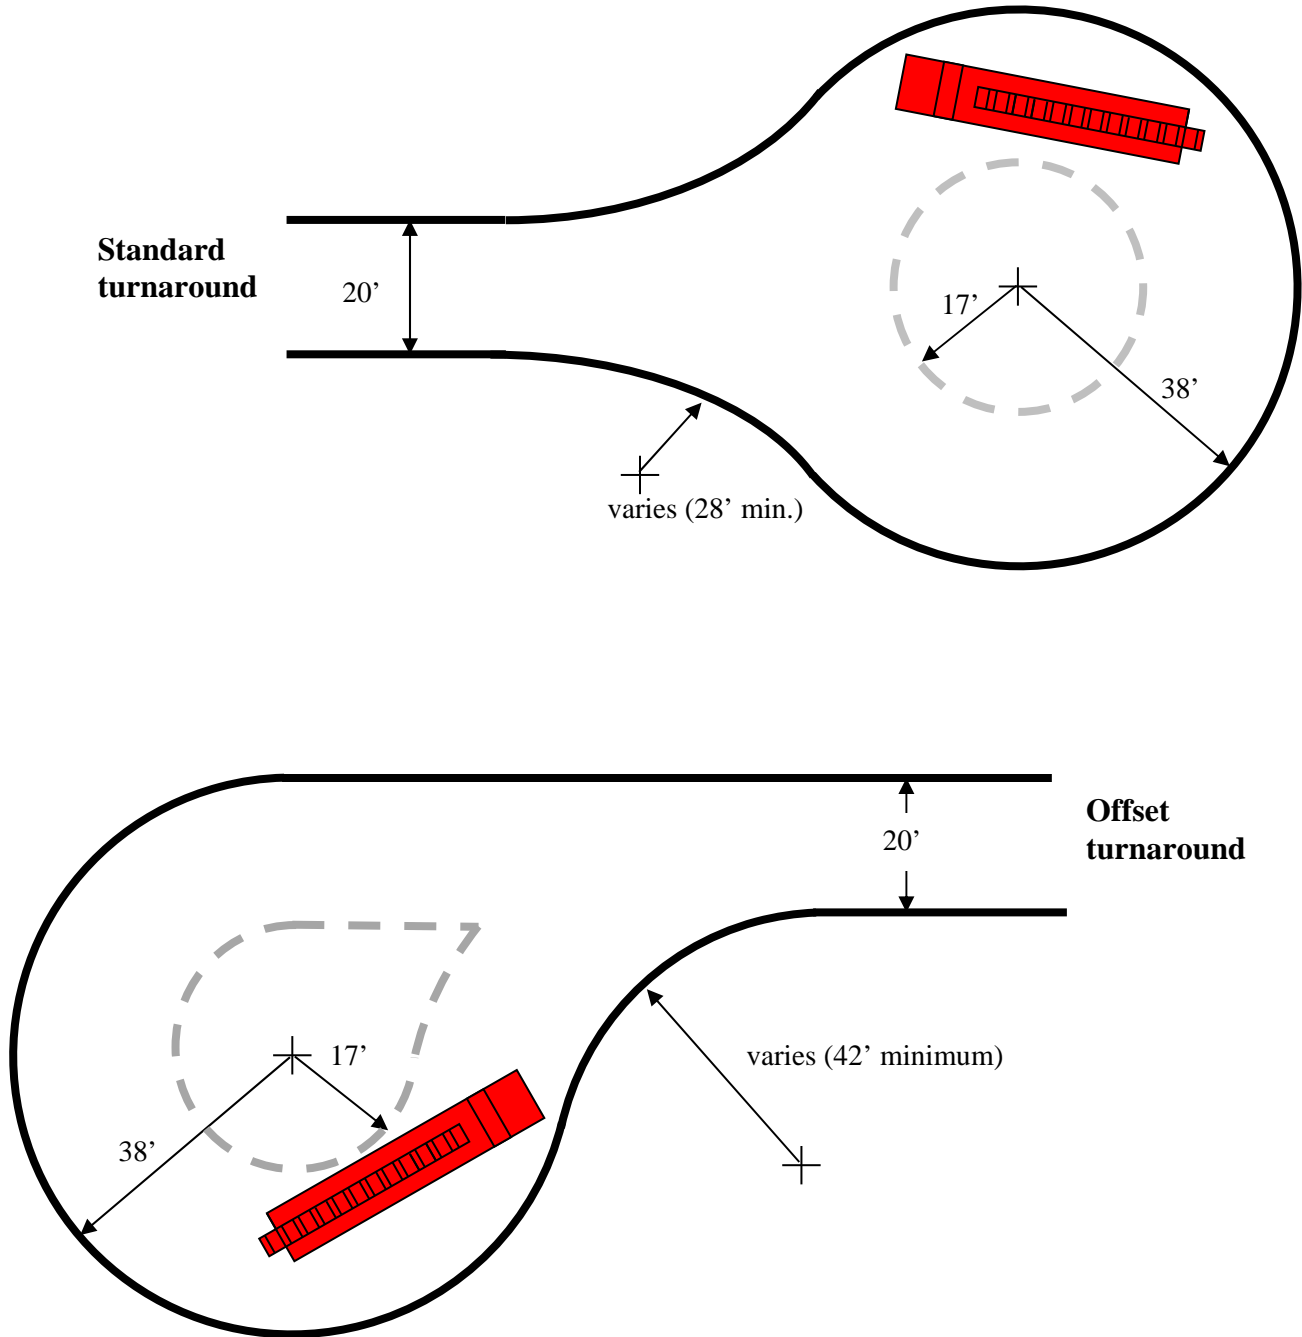 Standard
turnaround
20’
17’
38’
varies (28’ min.)
Offset
turnaround
20’
varies (42’ minimum)
17’
38’